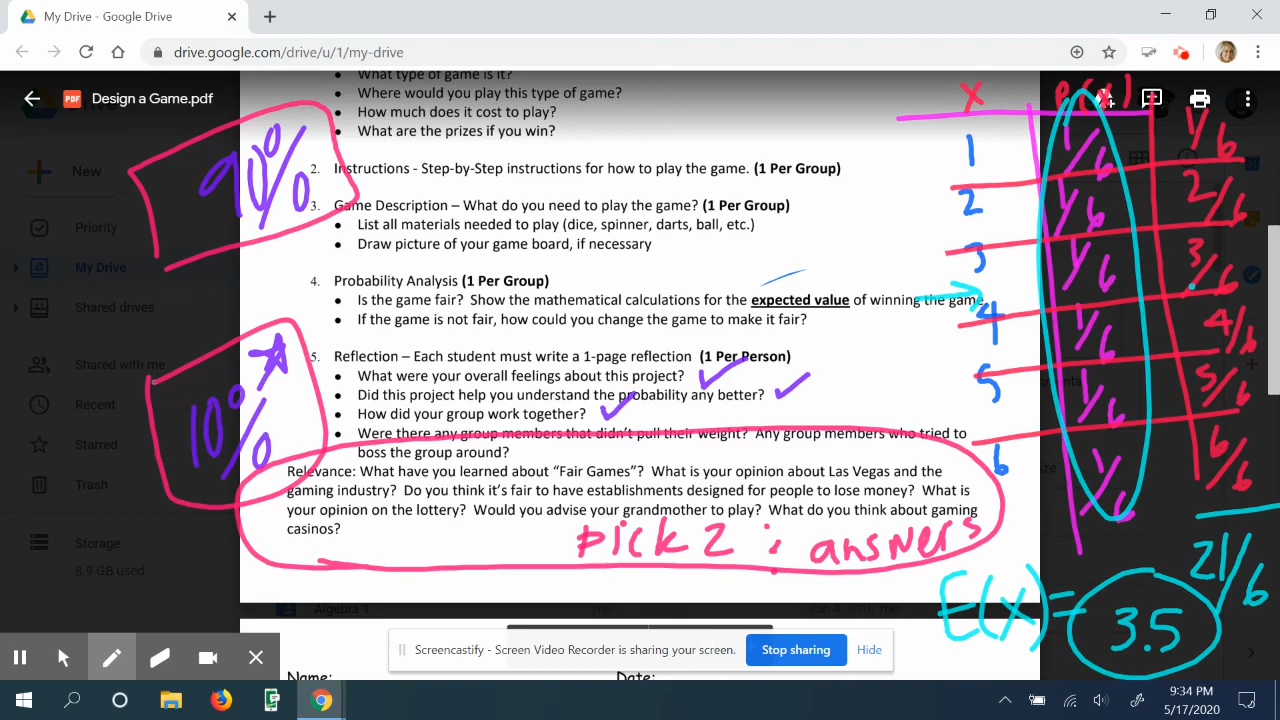 My Drive - Google Drive
drive.google.com/drive/u/1/my-drive
PDF Design a Game.pdf
New
Priority
My Drive
Shared drives
Shared with me
Recent
Starred
Trash
Storage
8.9 GB used
• What type of game is it?
• Where would you play this type of game?
• How much does it cost to play?
• What are the prizes if you win?
2. Instructions - Step-by-Step instructions for how to play the game. (1 Per Group)
3. Game Description – What do you need to play the game? (1 Per Group)
• List all materials needed to play (dice, spinner, darts, ball, etc.)
• Draw picture of your game board, if necessary
4. Probability Analysis (1 Per Group)
• Is the game fair? Show the mathematical calculations for the expected value of winning the game.
• If the game is not fair, how could you change the game to make it fair?
5. Reflection – Each student must write a 1-page reflection (1 Per Person)
• What were your overall feelings about this project?
• Did this project help you understand the probability any better?
• How did your group work together?
• Were there any group members that didn't pull their weight? Any group members who tried to
boss the group around?
Relevance: What have you learned about “Fair Games”? What is your opinion about Las Vegas and the
gaming industry? Do you think it’s fair to have establishments designed for people to lose money? What is
your opinion on the lottery? Would you advise your grandmother to play? What do you think about gaming
casinos?
pick 2 : answers
90%
10%
X P(X)
1 1/6 1/6
2 1/6 2/6
3 1/6 3/6
4 1/6 4/6
5 1/6 5/6
6 1/6 6/6
21/6
E(X)= 3.5
Algebra 1
me
Jan 4, 2018 me
Screencastify - Screen Video Recorder is sharing your screen.
Stop sharing
Hide
Name:
Date:
9:34 PM
5/17/2020